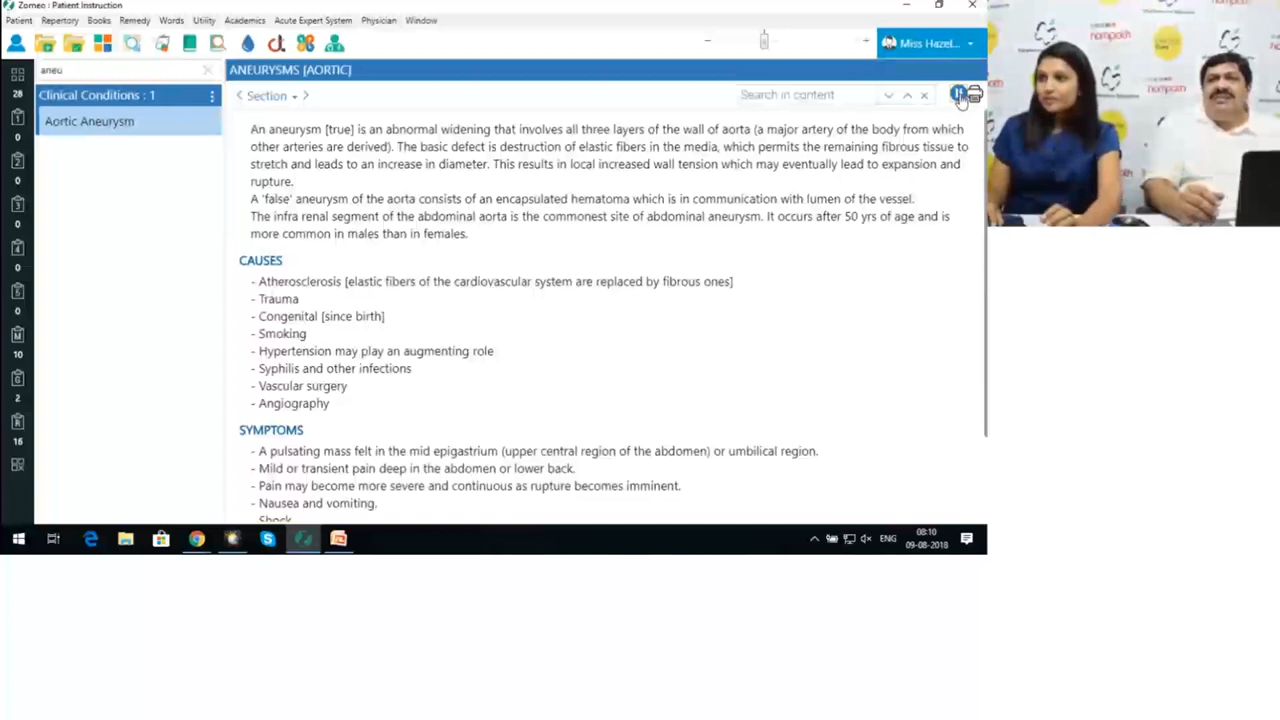 Zomeo : Patient Instruction
Patient Repertory Books Remedy Words Utility Academics Acute Expert System Physician Window
Miss Hazel...
aneu
ANEURYSMS [AORTIC]
28
Clinical Conditions : 1
Section
Search in content
0
Aortic Aneurysm
An aneurysm [true] is an abnormal widening that involves all three layers of the wall of aorta (a major artery of the body from which
other arteries are derived). The basic defect is destruction of elastic fibers in the media, which permits the remaining fibrous tissue to
stretch and leads to an increase in diameter. This results in local increased wall tension which may eventually lead to expansion and
rupture.
A 'false' aneurysm of the aorta consists of an encapsulated hematoma which is in communication with lumen of the vessel.
The infra renal segment of the abdominal aorta is the commonest site of abdominal aneurysm. It occurs after 50 yrs of age and is
more common in males than in females.
CAUSES
- Atherosclerosis [elastic fibers of the cardiovascular system are replaced by fibrous ones]
- Trauma
- Congenital [since birth]
- Smoking
- Hypertension may play an augmenting role
- Syphilis and other infections
- Vascular surgery
- Angiography
SYMPTOMS
- A pulsating mass felt in the mid epigastrium (upper central region of the abdomen) or umbilical region.
- Mild or transient pain deep in the abdomen or lower back.
- Pain may become more severe and continuous as rupture becomes imminent.
- Nausea and vomiting.
- Shock
0
0
0
0
10
2
16
ENG
08:10
09-08-2018
nompath